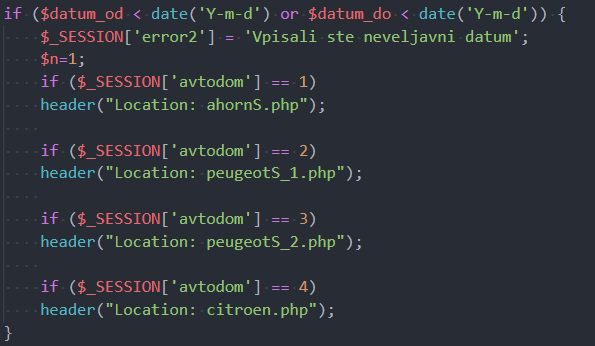 if ($datum_od < date('Y-m-d') or $datum_do < date('Y-m-d')) {
$_SESSION['error2'] = 'Vpisali ste neveljavni datum';
$n=1;
if ($_SESSION['avtodom'] == 1)
header("Location: ahornS.php");
if ($_SESSION['avtodom'] == 2)
header("Location: peugeotS_1.php");
if ($_SESSION['avtodom'] == 3)
header("Location: peugeotS_2.php");
if ($_SESSION['avtodom'] == 4)
header("Location: citroen.php");
}